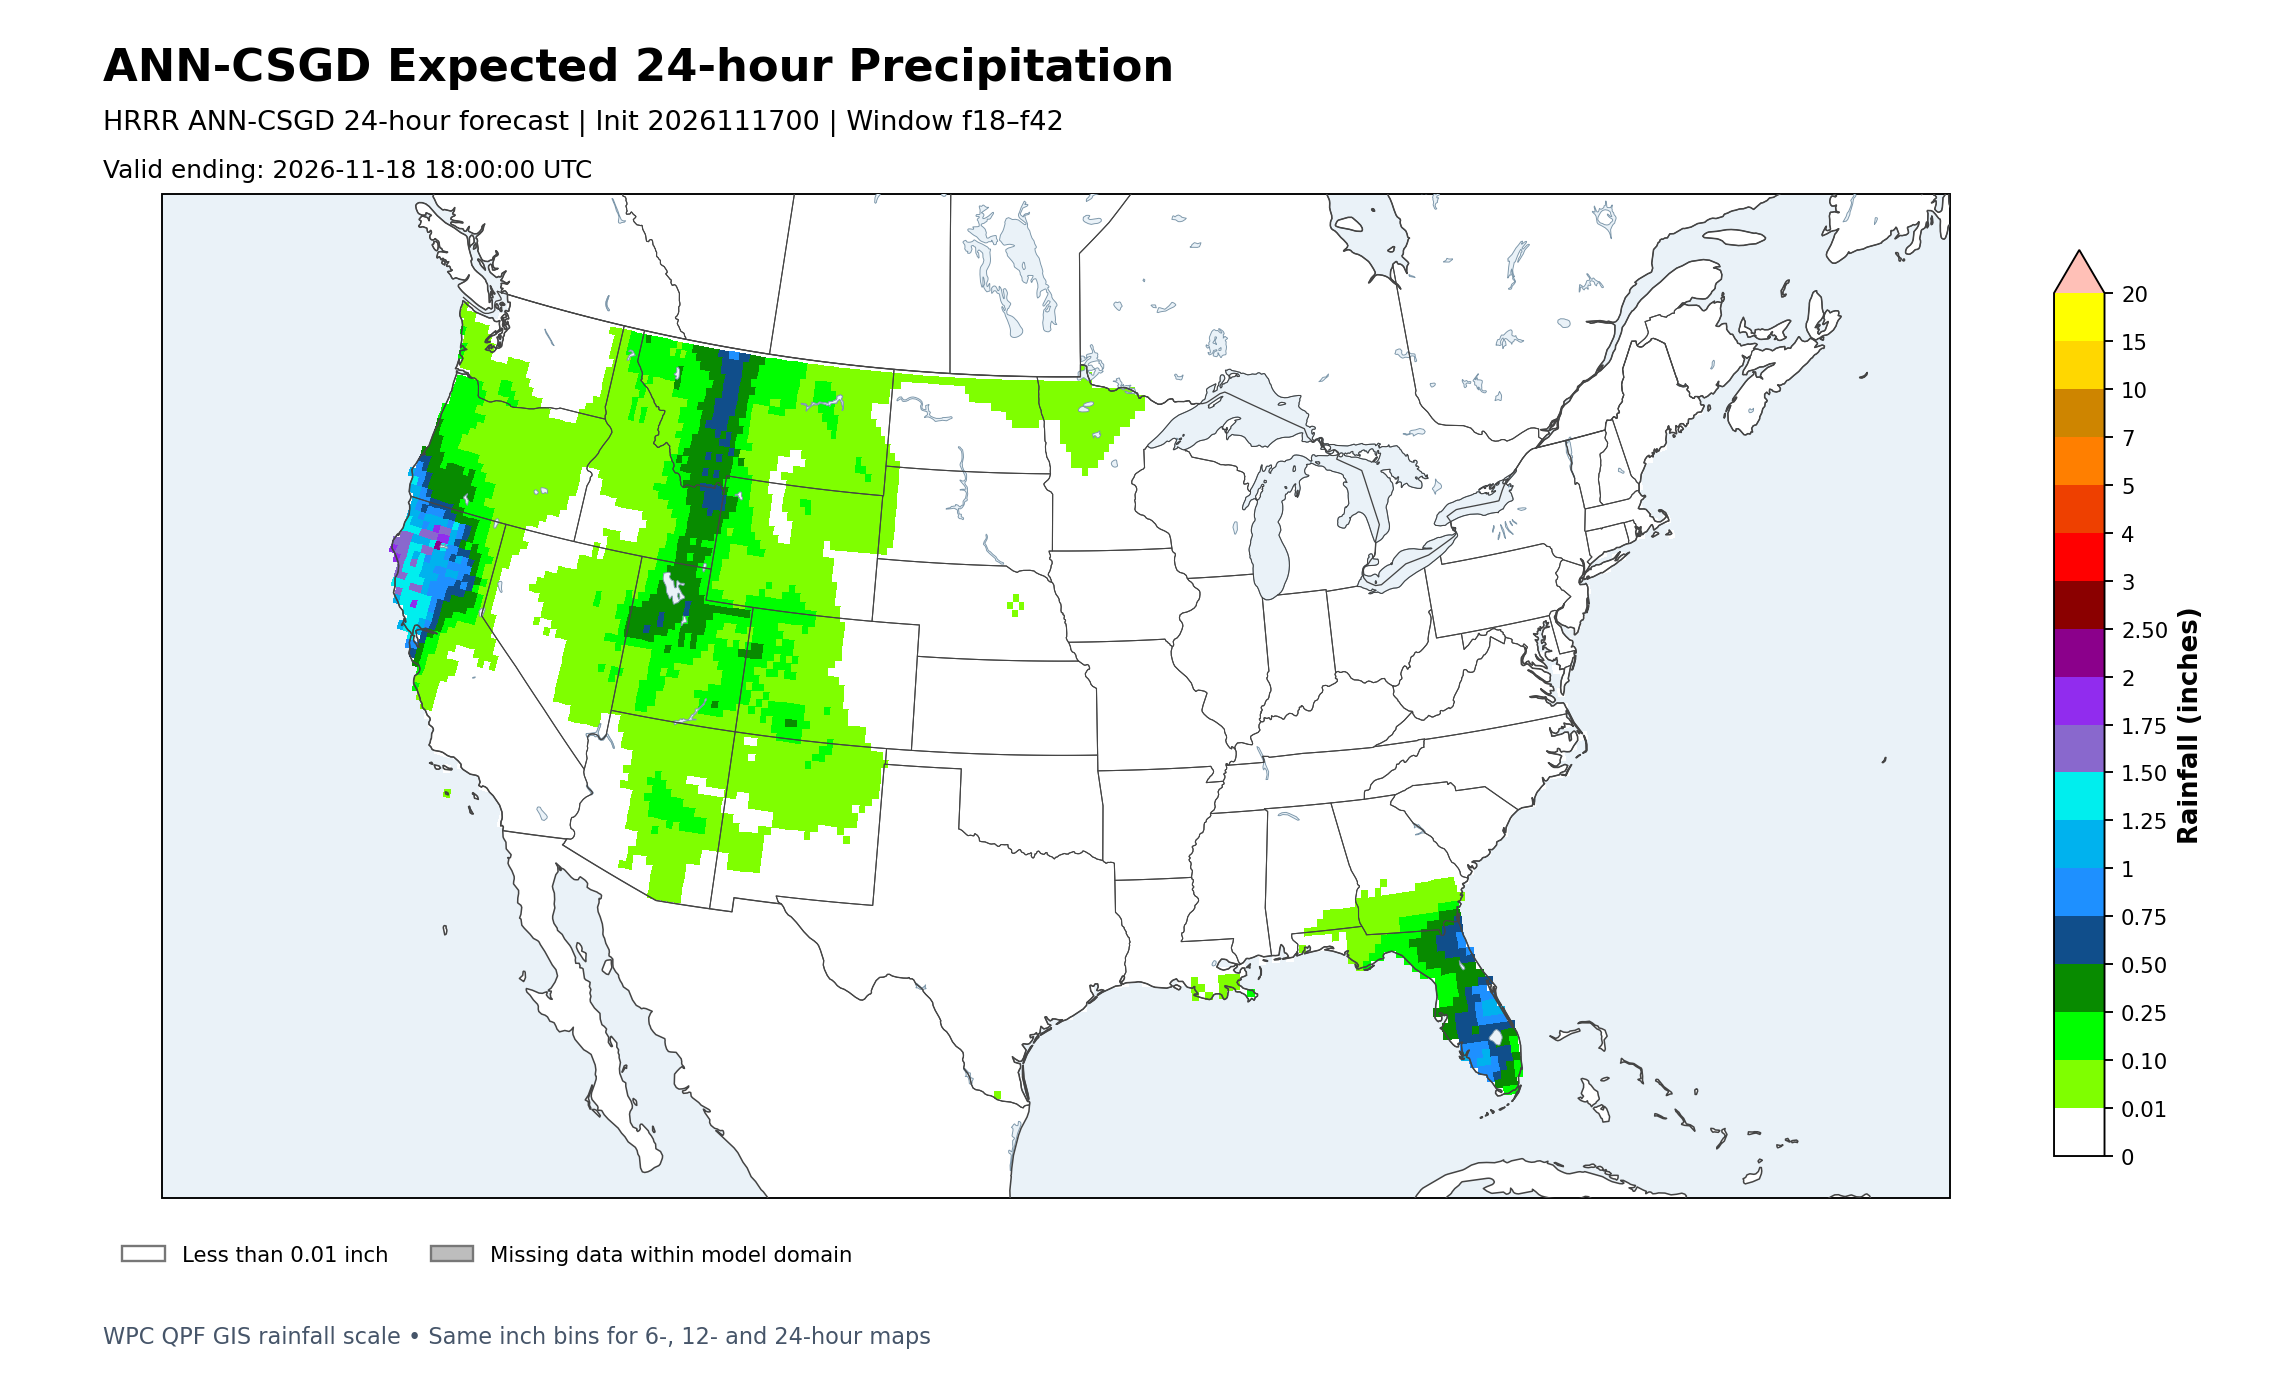 ANN-CSGD Expected 24-hour Precipitation
HRRR ANN-CSGD 24-hour forecast | Init 2026111700 | Window f18–f42
Valid ending: 2026-11-18 18:00:00 UTC
20
15
10
7
5
4
3
2.50
2
1.75
1.50
1.25
1
0.75
0.50
0.25
0.10
0.01
0
Rainfall (inches)
Less than 0.01 inch
Missing data within model domain
WPC QPF GIS rainfall scale • Same inch bins for 6-, 12- and 24-hour maps